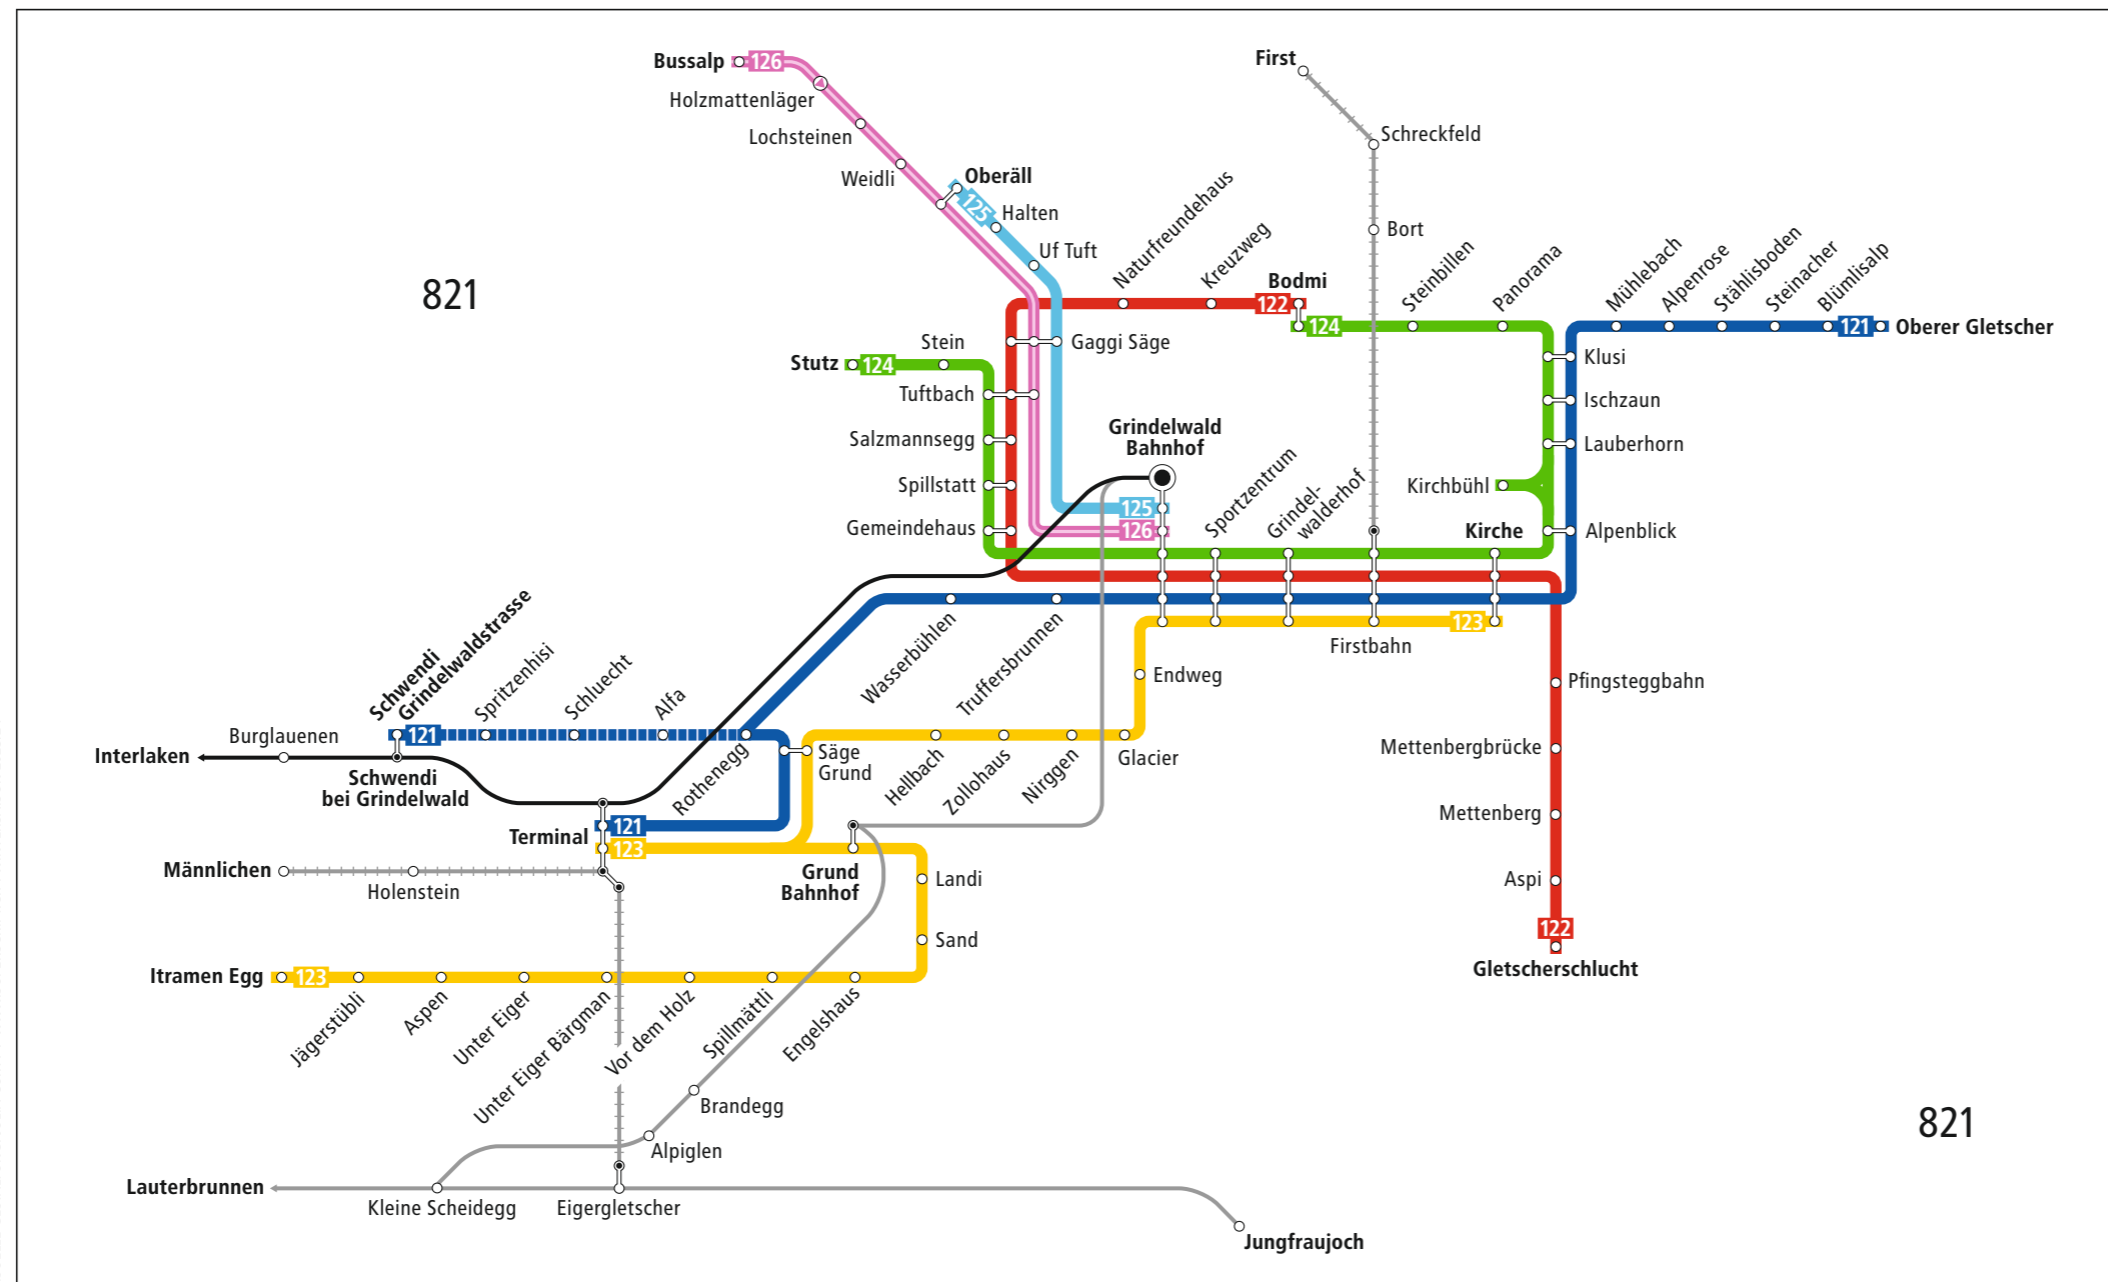 Bussalp
126
Holzmattenläger
Lochsteinen
Weidli
Oberäll
125
Halten
Uf Tuft
First
Schreckfeld
Bort
821
Naturfreundehaus
Kreuzweg
Bodmi
122
124
Steinbillen
Panorama
Mühlebach
Alpenrose
Stählisboden
Steinacher
Blümlisalp
121
Oberer Gletscher
Stutz
124
Stein
Gaggi Säge
Tuftbach
Salzmannsegg
Spillstatt
Gemeindehaus
Grindelwald
Bahnhof
125
126
Sportzentrum
Grindel-
walderhof
Kirchbühl
Kirche
Klusi
Ischzaun
Lauberhorn
Alpenblick
123
Firstbahn
Wasserbühlen
Truffersbrunnen
Endweg
Pfingsteggbahn
Mettenbergbrücke
Mettenberg
Aspi
122
Gletscherschlucht
Schwendi
Grindelwaldstrasse
121
Spritzenhisi
Schluecht
Alfa
Rothenegg
Säge
Grund
Hellbach
Zollohaus
Nirggen
Glacier
Interlaken
Burglauenen
Schwendi
bei Grindelwald
Terminal
121
123
Männlichen
Holenstein
Grund
Bahnhof
Landi
Sand
Itramen Egg
123
Jägerstübli
Aspen
Unter Eiger
Unter Eiger Bärgman
Vor dem Holz
Spillmättli
Engelshaus
Brandegg
Alpiglen
821
Lauterbrunnen
Kleine Scheidegg
Eigergletscher
Jungfraujoch